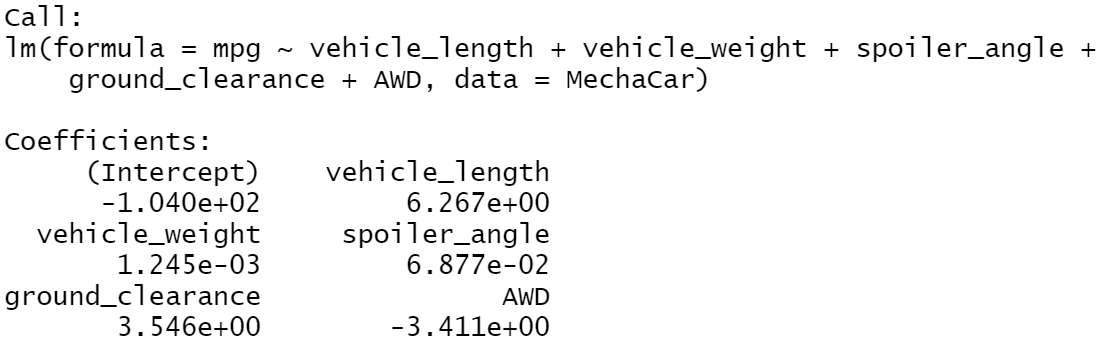 Call:
lm(formula = mpg ~ vehicle_length + vehicle_weight + spoiler_angle +
    ground_clearance + AWD, data = MechaCar)

Coefficients:
     (Intercept)    vehicle_length
      -1.040e+02         6.267e+00
  vehicle_weight     spoiler_angle
       1.245e-03         6.877e-02
ground_clearance               AWD
       3.546e+00        -3.411e+00